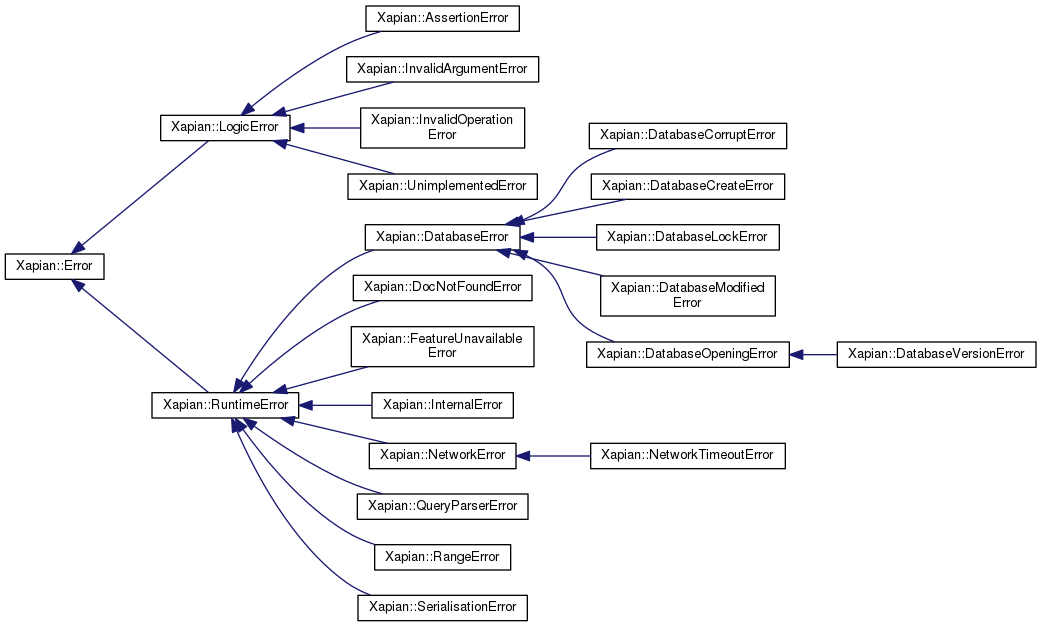 Xapian::AssertionError
Xapian::InvalidArgumentError
Xapian::LogicError
Xapian::InvalidOperation
Error
Xapian::DatabaseCorruptError
Xapian::UnimplementedError
Xapian::DatabaseCreateError
Xapian::DatabaseError
Xapian::DatabaseLockError
Xapian::Error
Xapian::DocNotFoundError
Xapian::DatabaseModified
Error
Xapian::FeatureUnavailable
Error
Xapian::DatabaseOpeningError
Xapian::DatabaseVersionError
Xapian::RuntimeError
Xapian::InternalError
Xapian::NetworkError
Xapian::NetworkTimeoutError
Xapian::QueryParserError
Xapian::RangeError
Xapian::SerialisationError